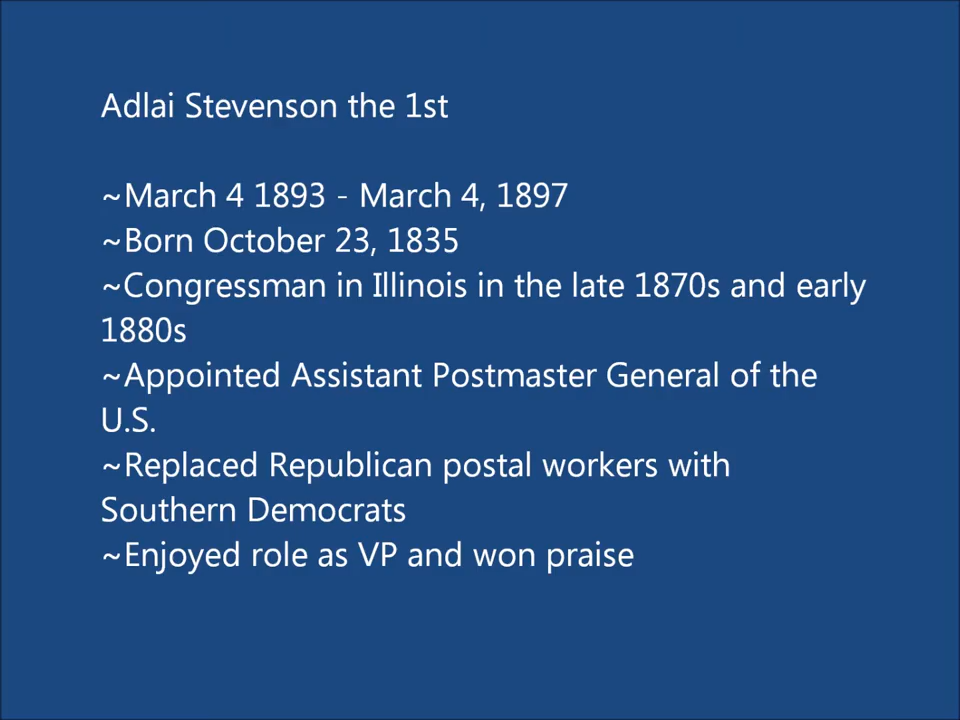 Adlai Stevenson the 1st
~March 4 1893 - March 4, 1897
~Born October 23, 1835
~Congressman in Illinois in the late 1870s and early
1880s
~Appointed Assistant Postmaster General of the
U.S.
~Replaced Republican postal workers with
Southern Democrats
~Enjoyed role as VP and won praise